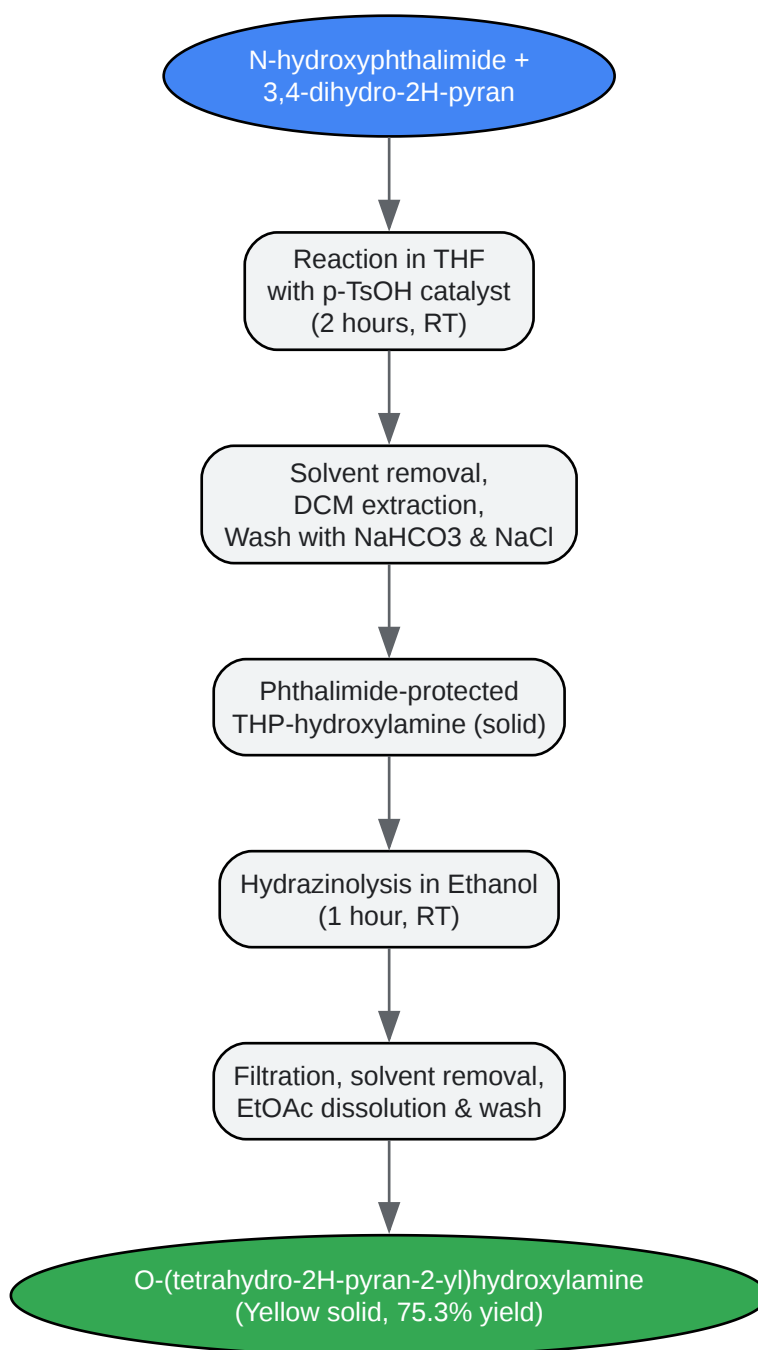 N-hydroxyphthalimide +
3,4-dihydro-2H-pyran
Reaction in THF
with p-TsOH catalyst
(2 hours, RT)
Solvent removal,
DCM extraction,
Wash with NaHCO3 & NaCl
Phthalimide-protected
THP-hydroxylamine (solid)
Hydrazinolysis in Ethanol
(1 hour, RT)
Filtration, solvent removal,
EtOAc dissolution & wash
O-(tetrahydro-2H-pyran-2-yl)hydroxylamine
(Yellow solid, 75.3% yield)